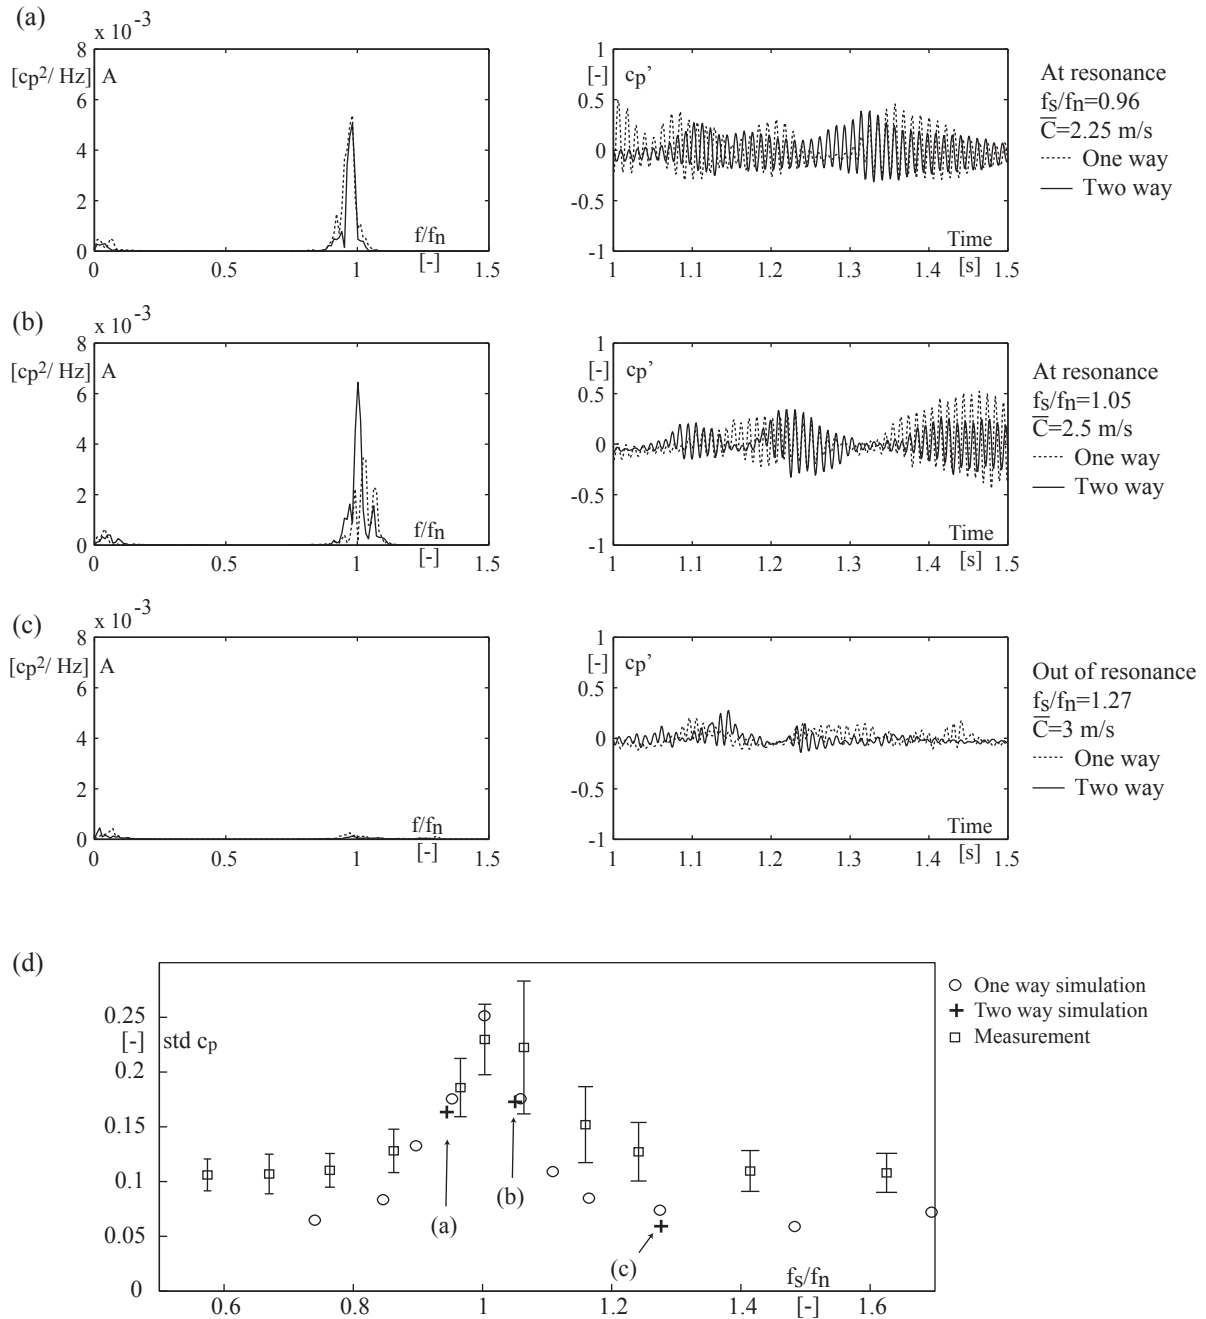 (a)
x 10 -3
8
[cp2/ Hz] A
6
4
2
0
0 0.5 1 1.5
f/fn
[-]
1
[-] cp’
0.5
0
-0.5
-1
1 1.1 1.2 1.3 1.4 1.5
Time
[s]
At resonance
fs/fn=0.96
C=2.25 m/s
One way
Two way
(b)
x 10 -3
8
[cp2/ Hz] A
6
4
2
0
0 0.5 1 1.5
f/fn
[-]
1
[-] cp’
0.5
0
-0.5
-1
1 1.1 1.2 1.3 1.4 1.5
Time
[s]
At resonance
fs/fn=1.05
C=2.5 m/s
One way
Two way
(c)
x 10 -3
8
[cp2/ Hz] A
6
4
2
0
0 0.5 1 1.5
f/fn
[-]
1
[-] cp’
0.5
0
-0.5
-1
1 1.1 1.2 1.3 1.4 1.5
Time
[s]
Out of resonance
fs/fn=1.27
C=3 m/s
One way
Two way
(d)
0.25
[-] std cp
0.2
0.15
0.1
0.05
0
0.6 0.8 1 1.2 1.4 1.6
fs/fn
[-]
(a)
(b)
(c)
One way simulation
Two way simulation
Measurement